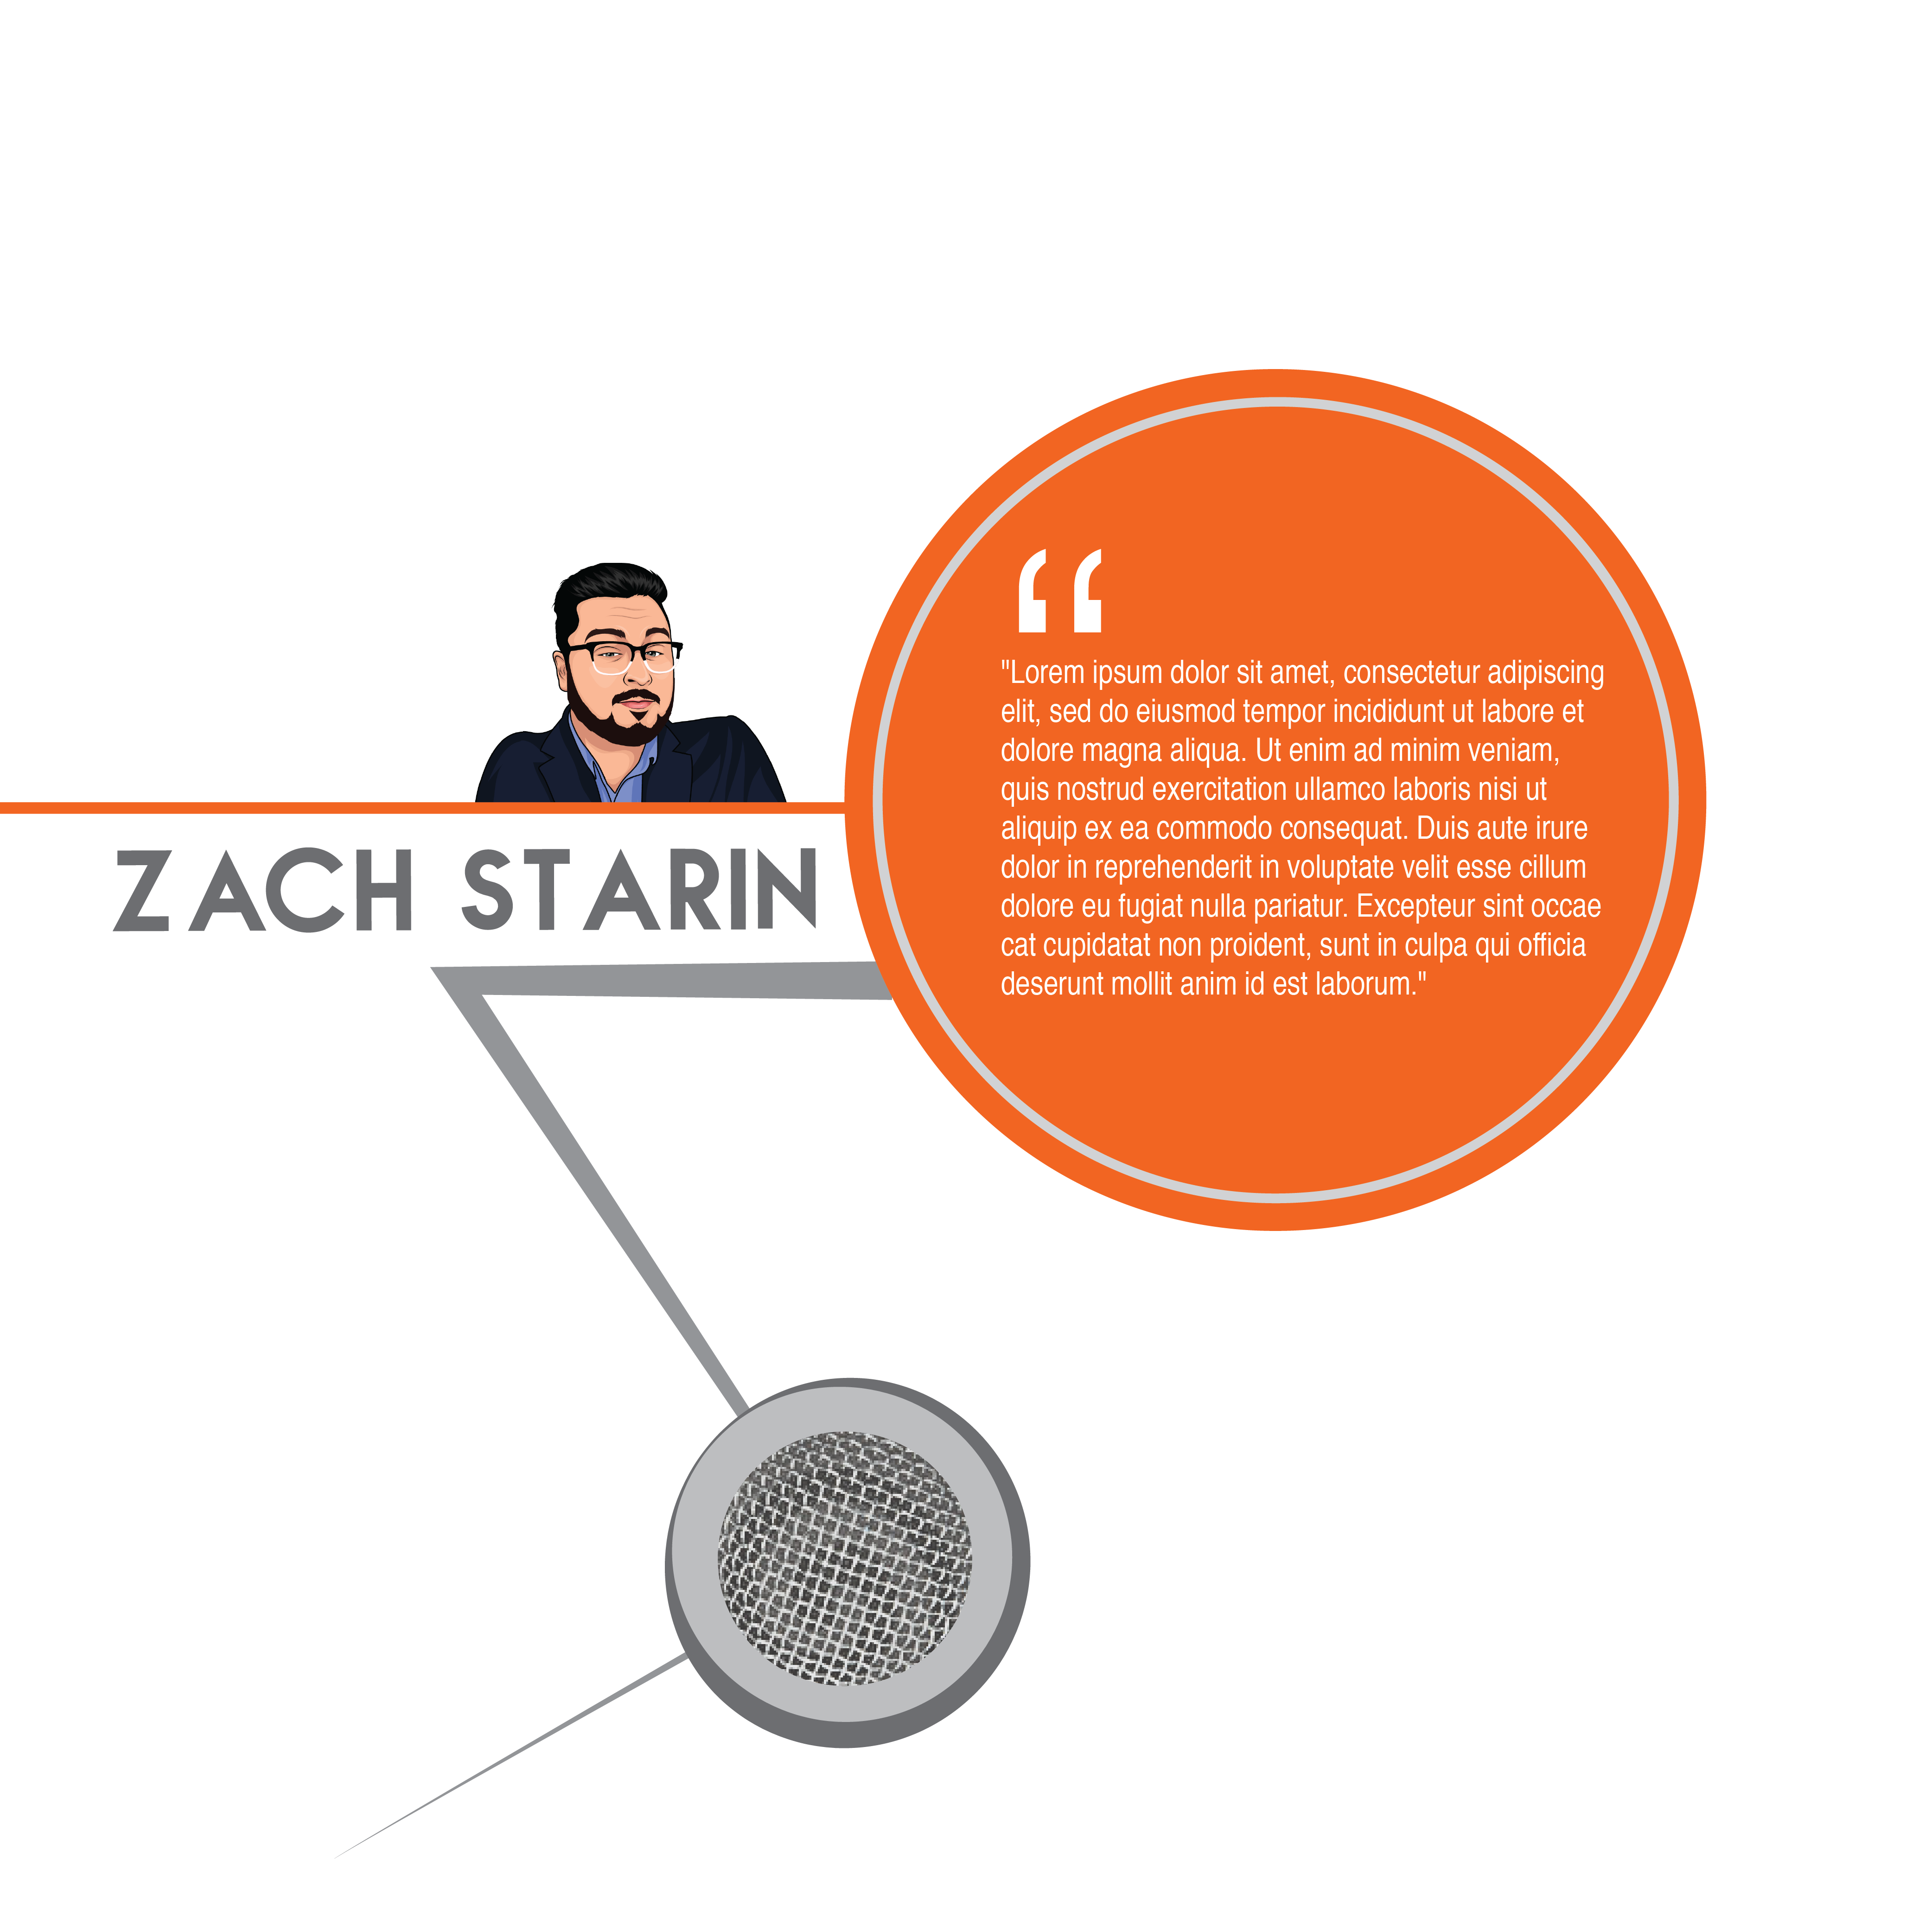 ZACH STARIN
“
"Lorem ipsum dolor sit amet, consectetur adipiscing
elit, sed do eiusmod tempor incididunt ut labore et
dolore magna aliqua. Ut enim ad minim veniam,
quis nostrud exercitation ullamco laboris nisi ut
aliquip ex ea commodo consequat. Duis aute irure
dolor in reprehenderit in voluptate velit esse cillum
dolore eu fugiat nulla pariatur. Excepteur sint occae
cat cupidatat non proident, sunt in culpa qui officia
deserunt mollit anim id est laborum."